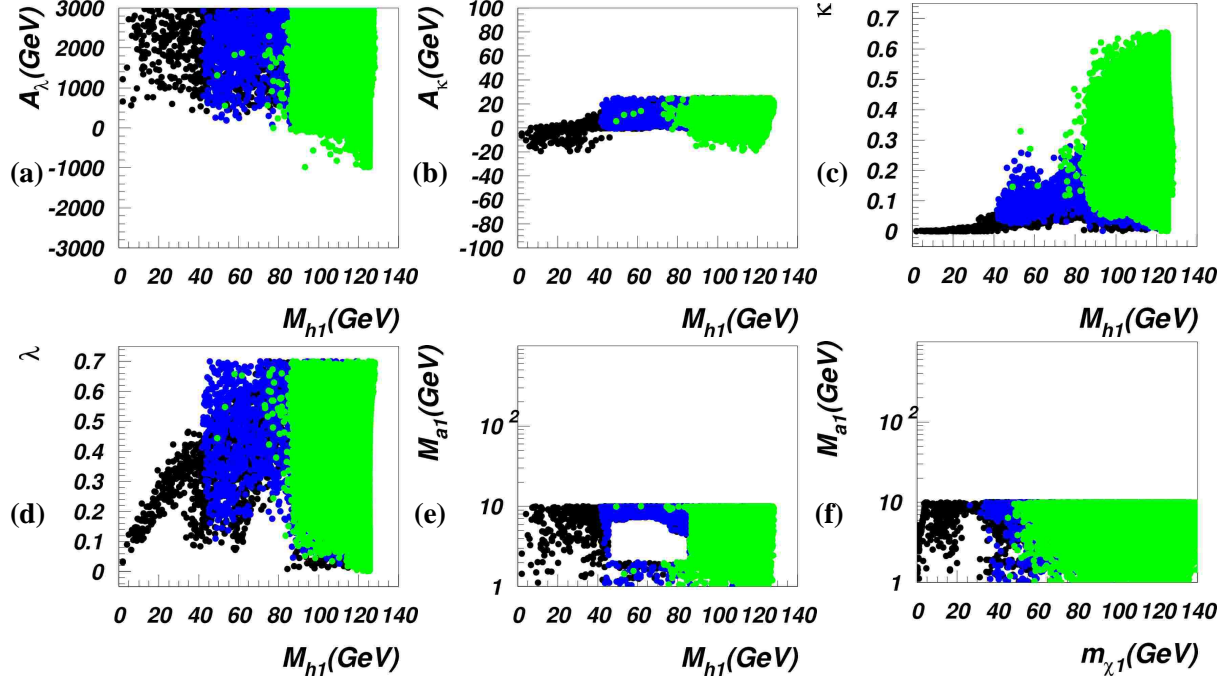 A_λ(GeV)
3000
2000
1000
0
-1000
-2000
-3000
(a)
0 20 40 60 80 100 120 140
M_h1(GeV)
A_κ(GeV)
100
80
60
40
20
0
-20
-40
-60
-80
-100
(b)
0 20 40 60 80 100 120 140
M_h1(GeV)
κ
0.7
0.6
0.5
0.4
0.3
0.2
0.1
0
(c)
0 20 40 60 80 100 120 140
M_h1(GeV)
λ
0.7
0.6
0.5
0.4
0.3
0.2
0.1
0
(d)
0 20 40 60 80 100 120 140
M_h1(GeV)
M_a1(GeV)
10^2
10
1
(e)
0 20 40 60 80 100 120 140
M_h1(GeV)
M_a1(GeV)
10^2
10
1
(f)
0 20 40 60 80 100 120 140
m_χ1(GeV)